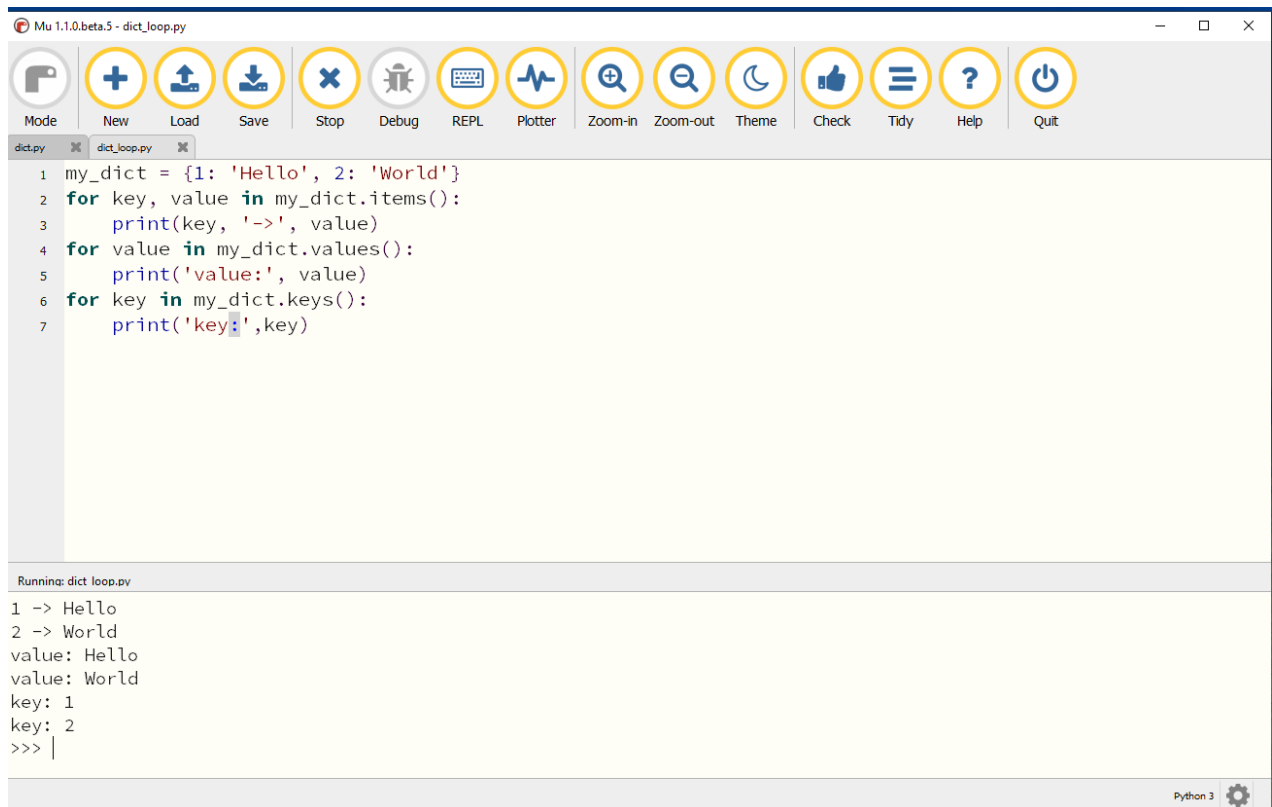 Mu 1.1.0.beta.5 - dict_loop.py
Mode New Load Save Stop Debug REPL Plotter Zoom-in Zoom-out Theme Check Tidy Help Quit
dict.py dict_loop.py
1 my_dict = {1: 'Hello', 2: 'World'}
2 for key, value in my_dict.items():
3     print(key, '->', value)
4 for value in my_dict.values():
5     print('value:', value)
6 for key in my_dict.keys():
7     print('key:',key)
Running: dict_loop.py
1 -> Hello
2 -> World
value: Hello
value: World
key: 1
key: 2
>>>
Python 3